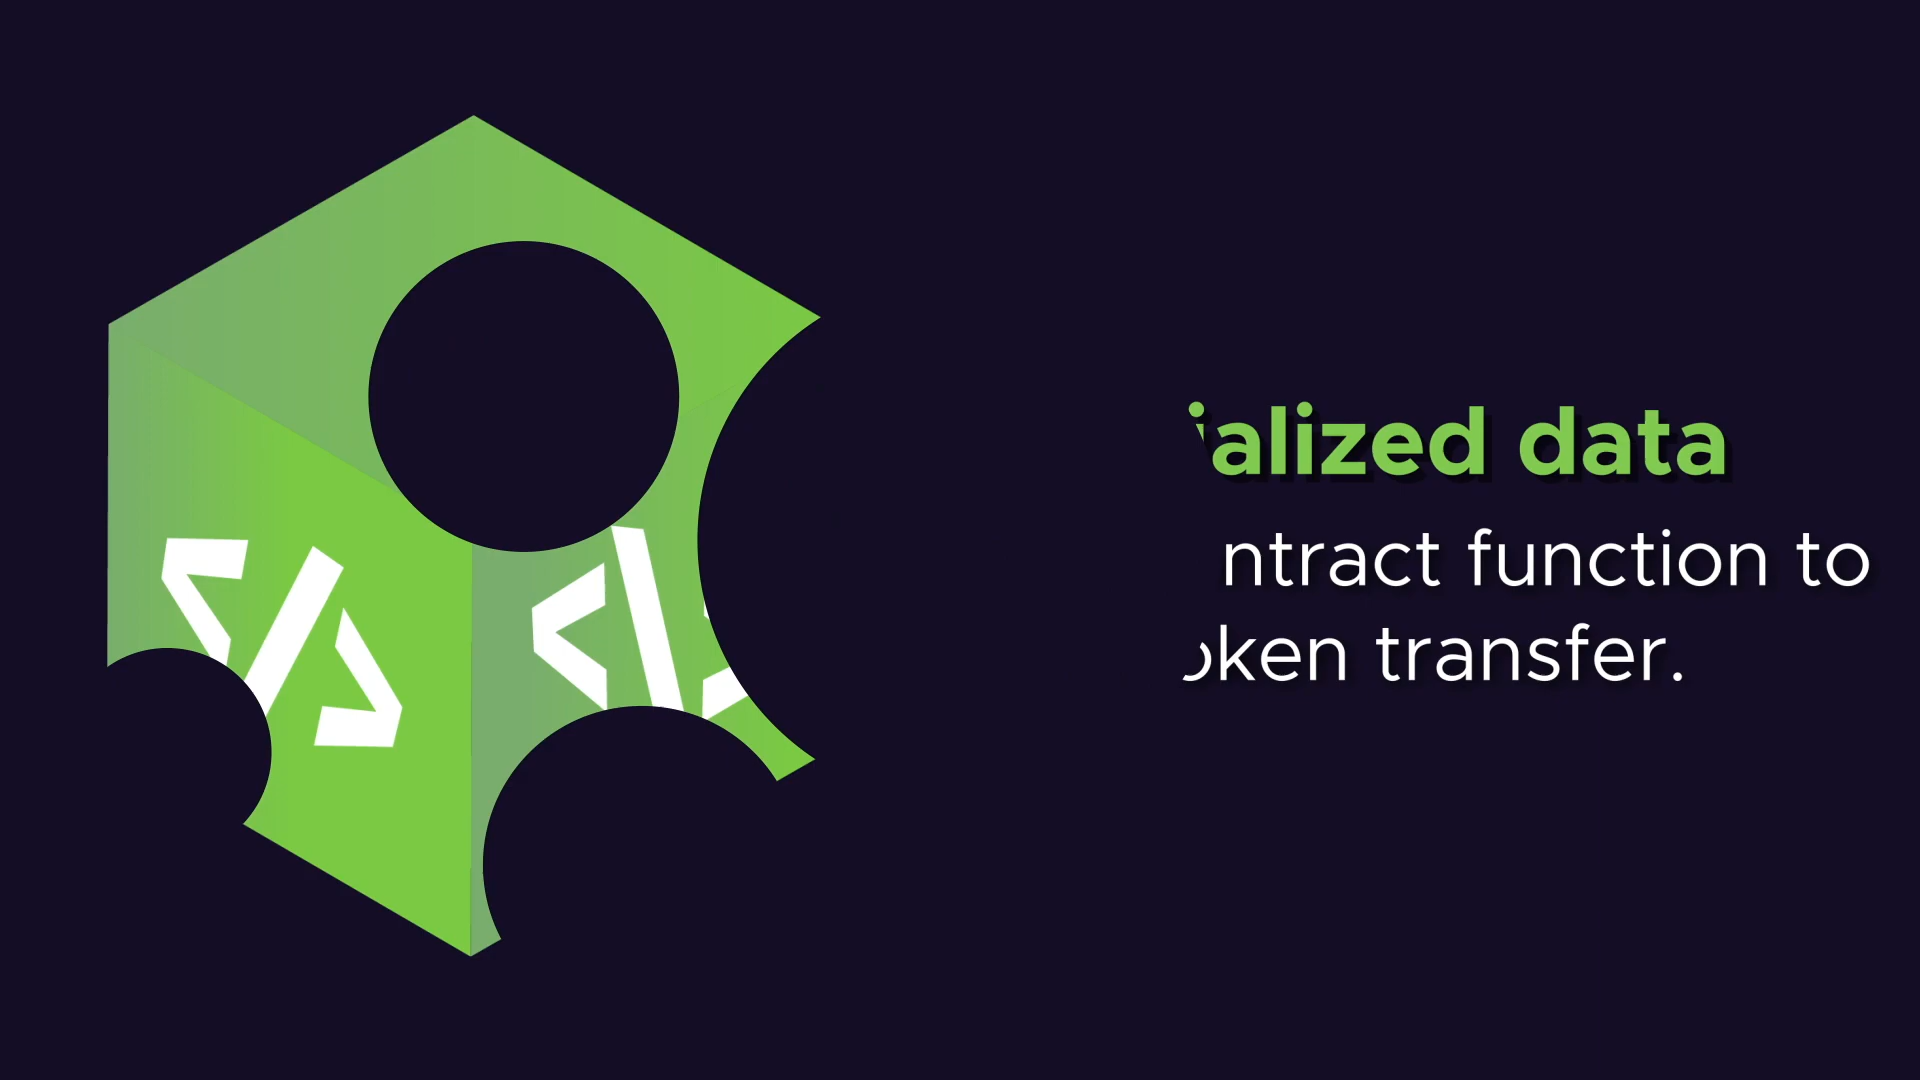 ialized data
ntract function to
oken transfer.